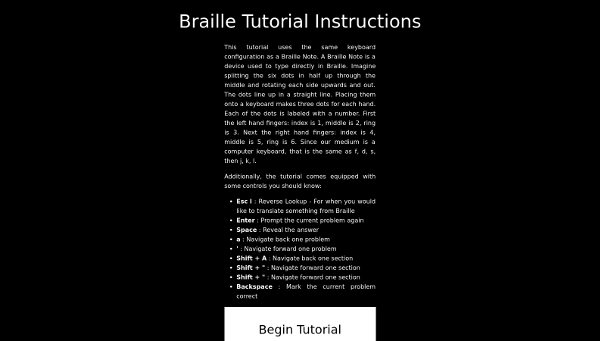 Braille Tutorial Instructions
This tutorial uses the same keyboard
configuration as a Braille Note. A Braille Note is a
device used to type directly in Braille. Imagine
splitting the six dots in half up through the
middle and rotating each side upwards and out.
The dots line up in a straight line. Placing them
onto a keyboard makes three dots for each hand.
Each of the dots is labeled with a number. First
the left hand fingers: index is 1, middle is 2, ring
is 3. Next the right hand fingers: index is 4,
middle is 5, ring is 6. Since our medium is a
computer keyboard, that is the same as f, d, s,
then j, k, l.
Additionally, the tutorial comes equipped with
some controls you should know:
• Esc l : Reverse Lookup - For when you would
like to translate something from Braille
• Enter : Prompt the current problem again
• Space : Reveal the answer
• a : Navigate back one problem
• ' : Navigate forward one problem
• Shift + A : Navigate back one section
• Shift + " : Navigate forward one section
• Shift + " : Navigate forward one section
• Backspace : Mark the current problem
correct
Begin Tutorial